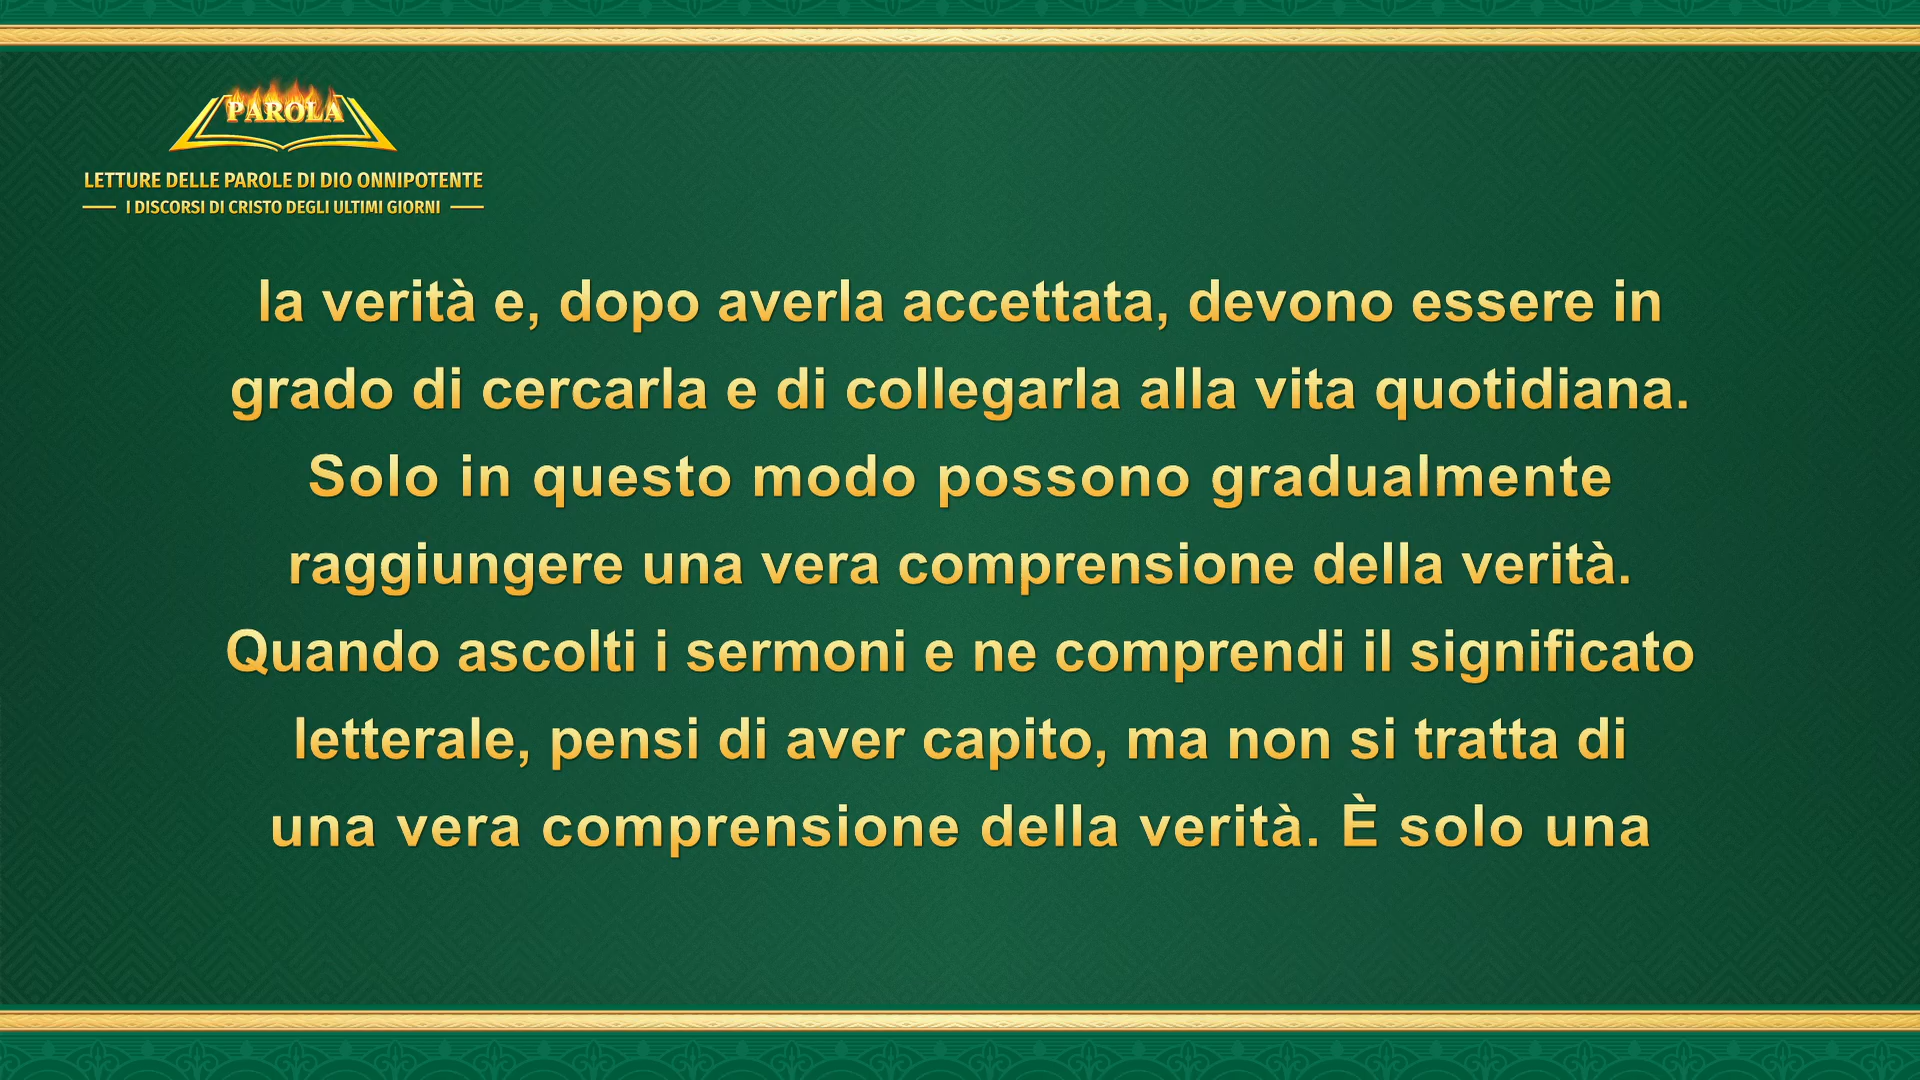 PAROLA
LETTURE DELLE PAROLE DI DIO ONNIPOTENTE
I DISCORSI DI CRISTO DEGLI ULTIMI GIORNI
la verità e, dopo averla accettata, devono essere in
grado di cercarla e di collegarla alla vita quotidiana.
Solo in questo modo possono gradualmente
raggiungere una vera comprensione della verità.
Quando ascolti i sermoni e ne comprendi il significato
letterale, pensi di aver capito, ma non si tratta di
una vera comprensione della verità. È solo una